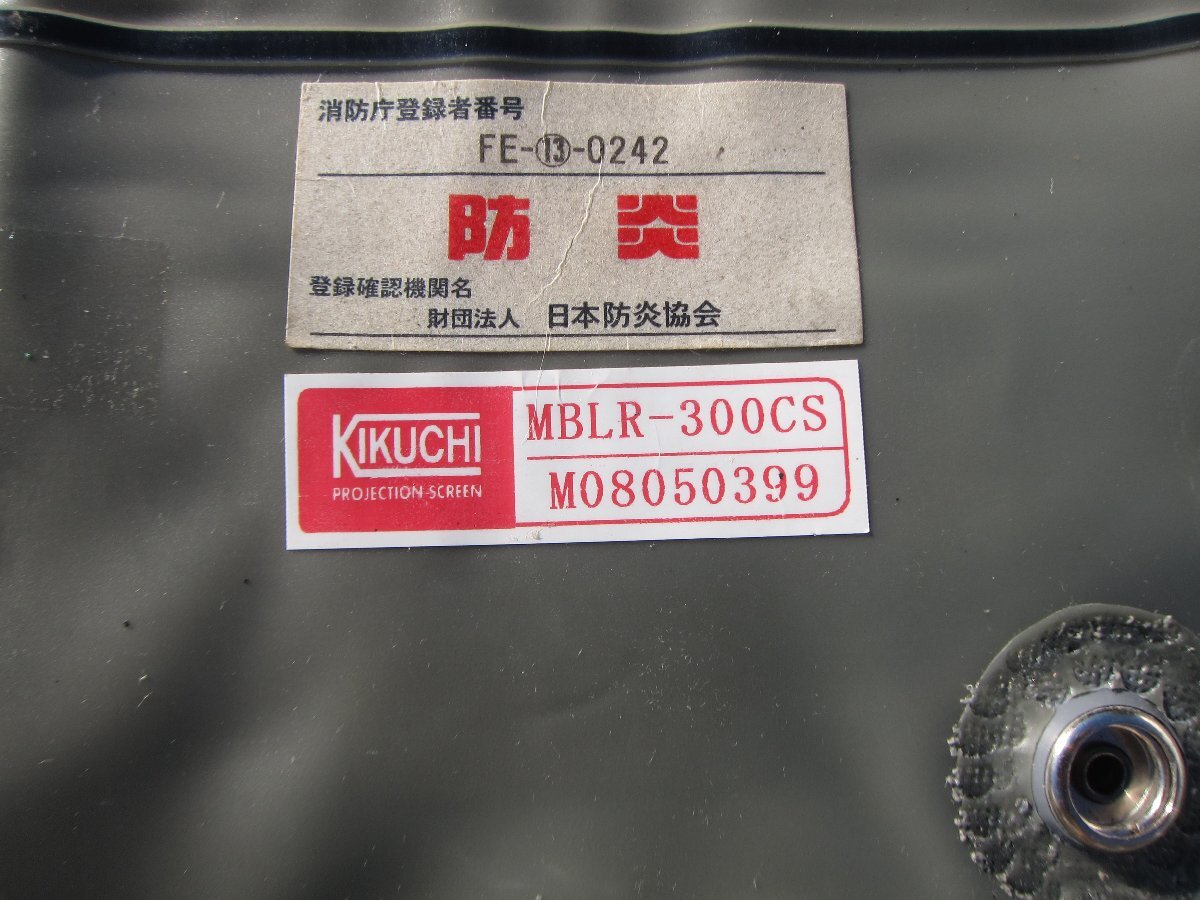 消防庁登録者番号
FE-⑬-0242
防炎
登録確認機関名
財団法人 日本防炎協会
KIKUCHI
PROJECTION SCREEN
MBLR-300CS
M08050399